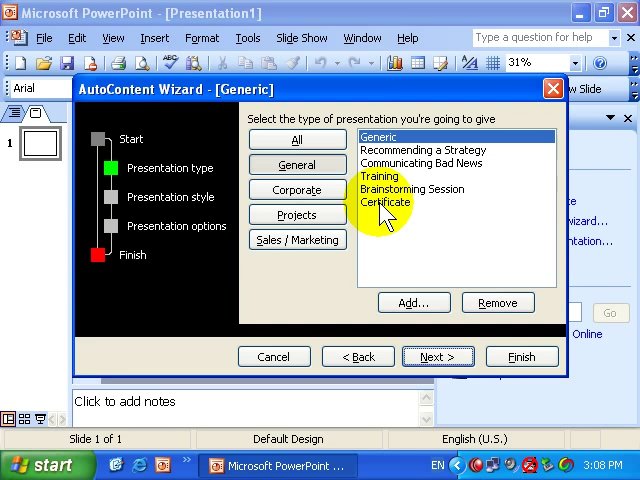 Microsoft PowerPoint - [Presentation1]
File Edit View Insert Format Tools Slide Show Window Help
Type a question for help
31%
Arial
AutoContent Wizard - [Generic]
Select the type of presentation you're going to give
Start
Presentation type
Presentation style
Presentation options
Finish
All
General
Corporate
Projects
Sales / Marketing
Generic
Recommending a Strategy
Communicating Bad News
Training
Brainstorming Session
Certificate
Add...
Remove
Cancel
< Back
Next >
Finish
1
Go
Online
Click to add notes
Slide 1 of 1
Default Design
English (U.S.)
start
Microsoft PowerPoint ...
EN
3:08 PM